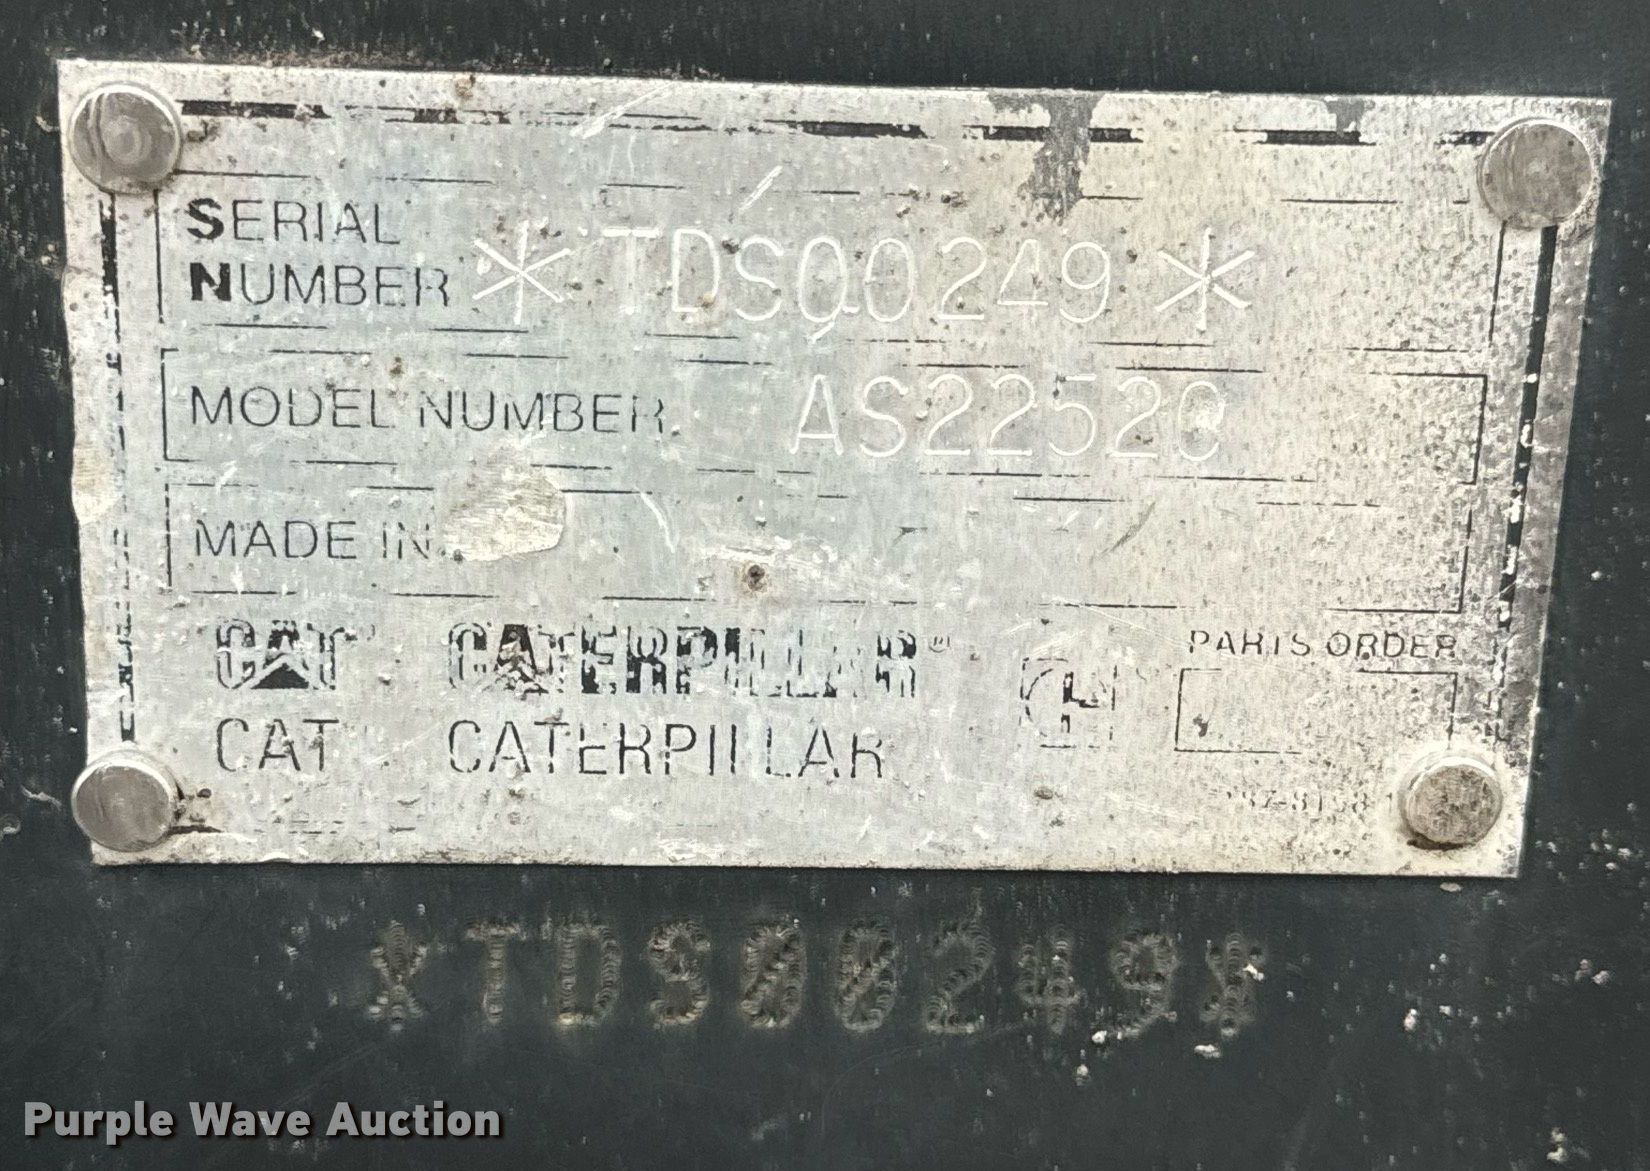 SERIAL
NUMBER *TDS00249*
MODEL NUMBER AS2252C
MADE IN
CAT CATERPILLAR®
PARTS ORDER
CAT CATERPILLAR
*TDS00249*
Purple Wave Auction